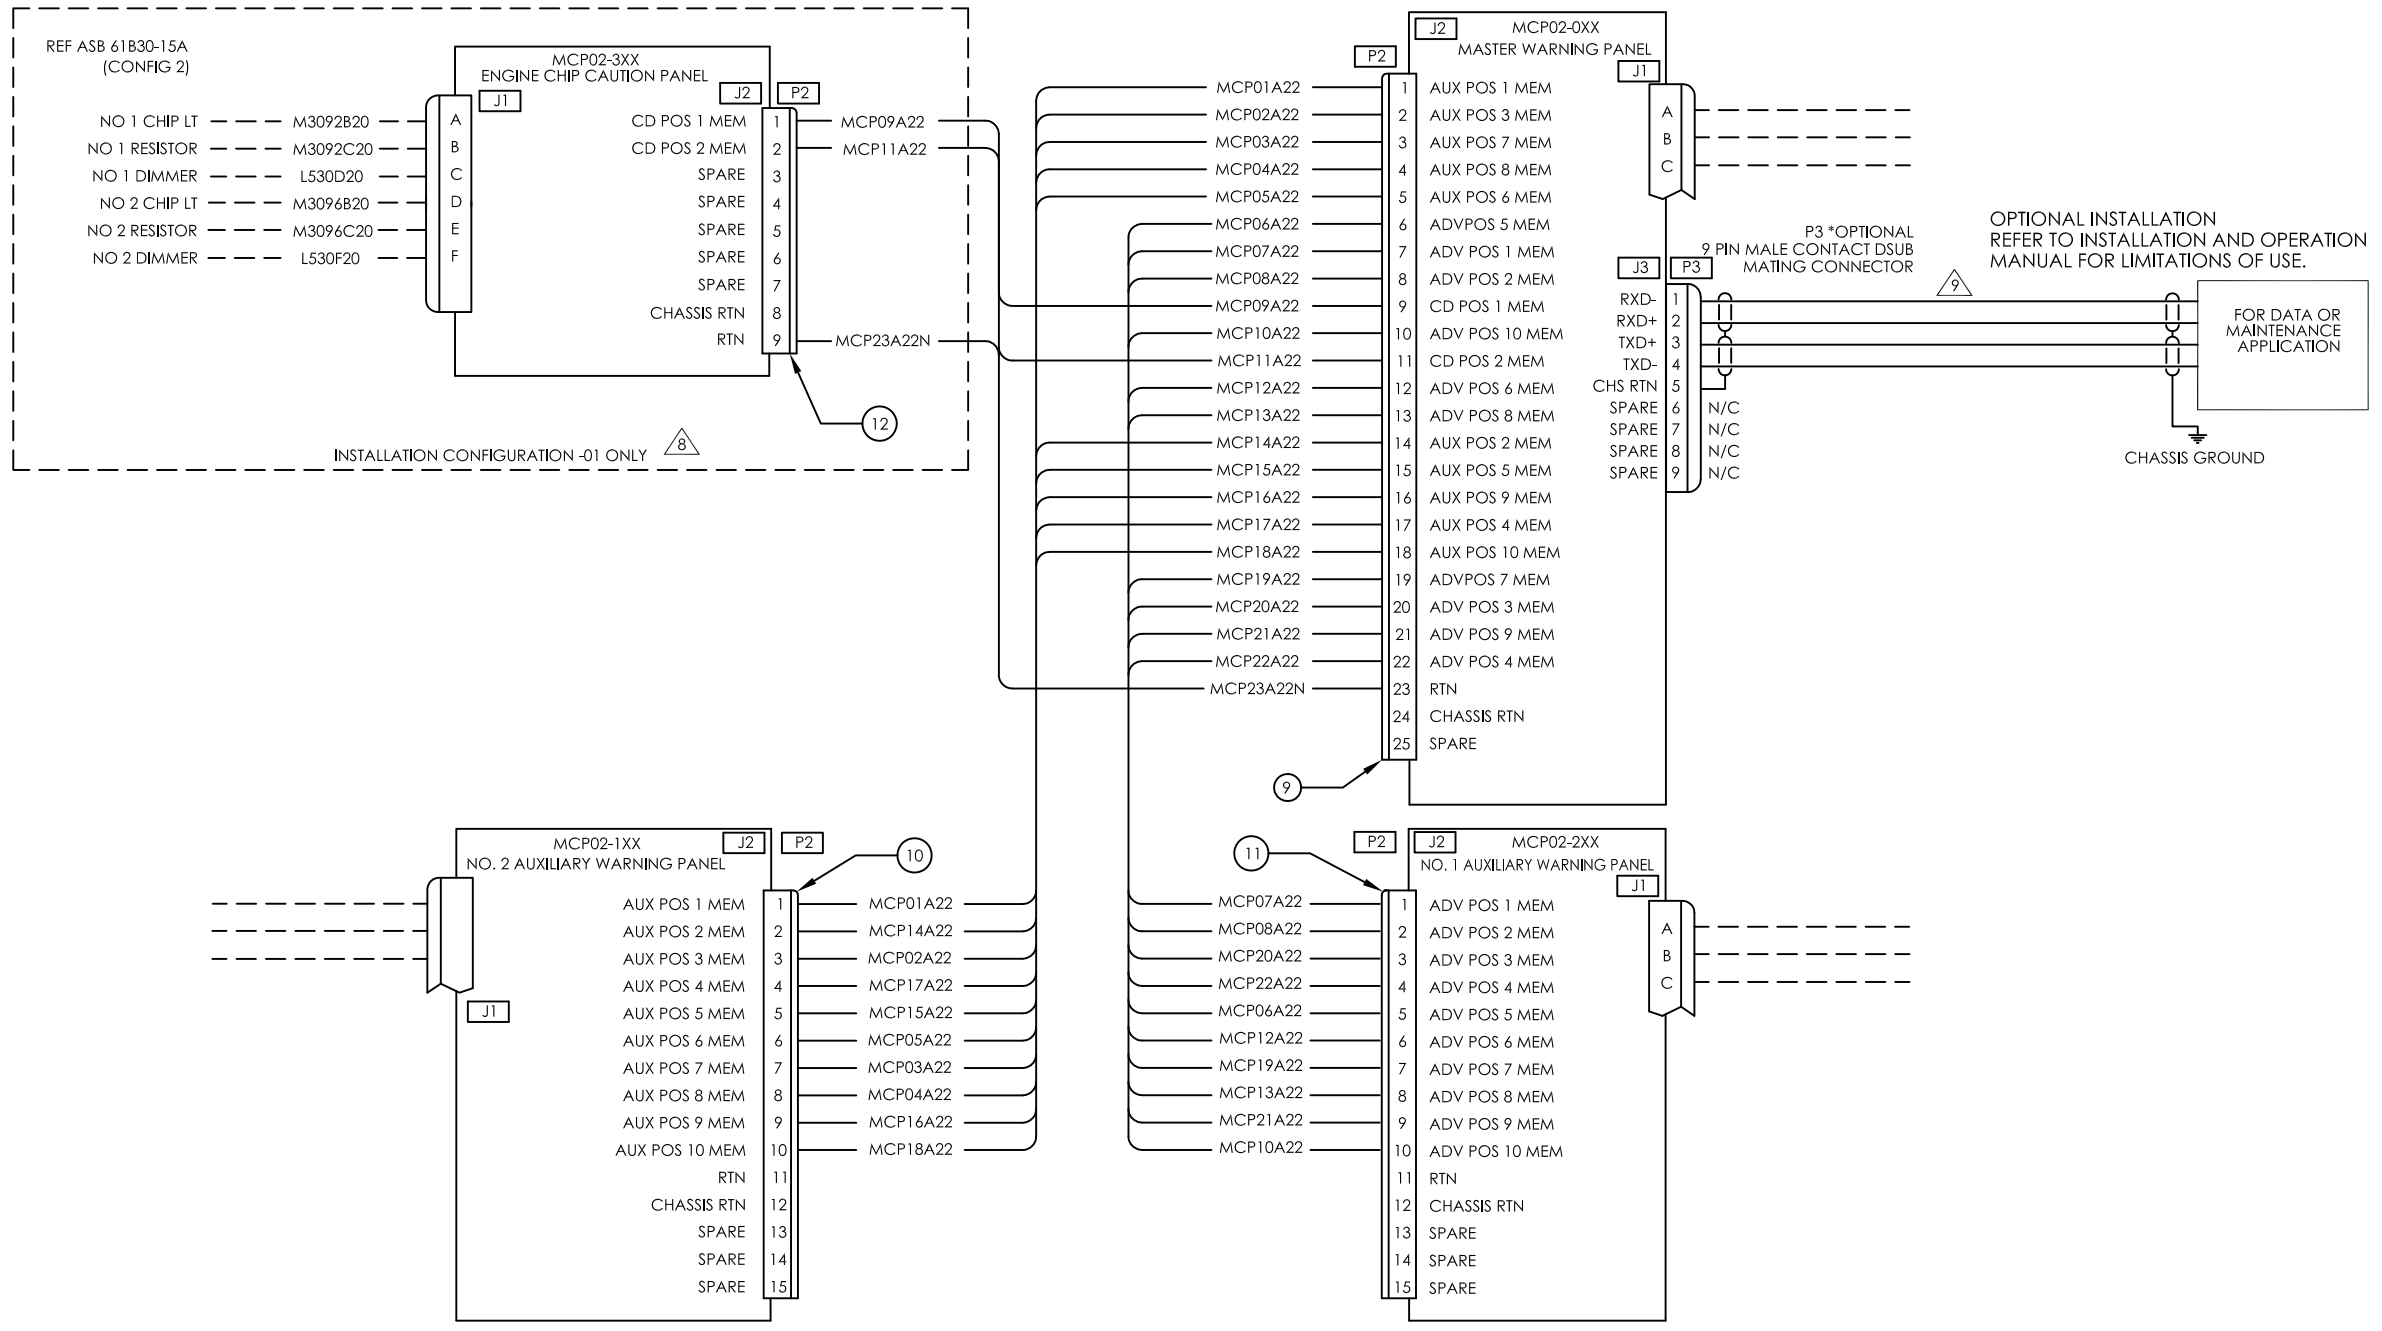 REF ASB 61B30-15A
(CONFIG 2)
MCP02-3XX
ENGINE CHIP CAUTION PANEL
J1
J2
P2
NO 1 CHIP LT M3092B20 A
NO 1 RESISTOR M3092C20 B
NO 1 DIMMER L530D20 C
NO 2 CHIP LT M3096B20 D
NO 2 RESISTOR M3096C20 E
NO 2 DIMMER L530F20 F
CD POS 1 MEM 1 MCP09A22
CD POS 2 MEM 2 MCP11A22
SPARE 3
SPARE 4
SPARE 5
SPARE 6
SPARE 7
CHASSIS RTN 8
RTN 9 MCP23A22N
12
INSTALLATION CONFIGURATION -01 ONLY 8
J2
MCP02-0XX
MASTER WARNING PANEL
P2
J1
MCP01A22 1 AUX POS 1 MEM
MCP02A22 2 AUX POS 3 MEM
MCP03A22 3 AUX POS 7 MEM
MCP04A22 4 AUX POS 8 MEM
MCP05A22 5 AUX POS 6 MEM
MCP06A22 6 ADVPOS 5 MEM
MCP07A22 7 ADV POS 1 MEM
MCP08A22 8 ADV POS 2 MEM
MCP09A22 9 CD POS 1 MEM
MCP10A22 10 ADV POS 10 MEM
MCP11A22 11 CD POS 2 MEM
MCP12A22 12 ADV POS 6 MEM
MCP13A22 13 ADV POS 8 MEM
MCP14A22 14 AUX POS 2 MEM
MCP15A22 15 AUX POS 5 MEM
MCP16A22 16 AUX POS 9 MEM
MCP17A22 17 AUX POS 4 MEM
MCP18A22 18 AUX POS 10 MEM
MCP19A22 19 ADVPOS 7 MEM
MCP20A22 20 ADV POS 3 MEM
MCP21A22 21 ADV POS 9 MEM
MCP22A22 22 ADV POS 4 MEM
MCP23A22N 23 RTN
24 CHASSIS RTN
25 SPARE
9
A
B
C
P3 *OPTIONAL
9 PIN MALE CONTACT DSUB
MATING CONNECTOR
J3
P3
RXD- 1
RXD+ 2
TXD+ 3
TXD- 4
CHS RTN 5
SPARE 6 N/C
SPARE 7 N/C
SPARE 8 N/C
SPARE 9 N/C
9
OPTIONAL INSTALLATION
REFER TO INSTALLATION AND OPERATION
MANUAL FOR LIMITATIONS OF USE.
FOR DATA OR
MAINTENANCE
APPLICATION
CHASSIS GROUND
MCP02-1XX
NO. 2 AUXILIARY WARNING PANEL
J2
P2
10
J1
AUX POS 1 MEM 1 MCP01A22
AUX POS 2 MEM 2 MCP14A22
AUX POS 3 MEM 3 MCP02A22
AUX POS 4 MEM 4 MCP17A22
AUX POS 5 MEM 5 MCP15A22
AUX POS 6 MEM 6 MCP05A22
AUX POS 7 MEM 7 MCP03A22
AUX POS 8 MEM 8 MCP04A22
AUX POS 9 MEM 9 MCP16A22
AUX POS 10 MEM 10 MCP18A22
RTN 11
CHASSIS RTN 12
SPARE 13
SPARE 14
SPARE 15
P2
J2
MCP02-2XX
NO. 1 AUXILIARY WARNING PANEL
11
J1
MCP07A22 1 ADV POS 1 MEM
MCP08A22 2 ADV POS 2 MEM
MCP20A22 3 ADV POS 3 MEM
MCP22A22 4 ADV POS 4 MEM
MCP06A22 5 ADV POS 5 MEM
MCP12A22 6 ADV POS 6 MEM
MCP19A22 7 ADV POS 7 MEM
MCP13A22 8 ADV POS 8 MEM
MCP21A22 9 ADV POS 9 MEM
MCP10A22 10 ADV POS 10 MEM
11 RTN
12 CHASSIS RTN
13 SPARE
14 SPARE
15 SPARE
A
B
C